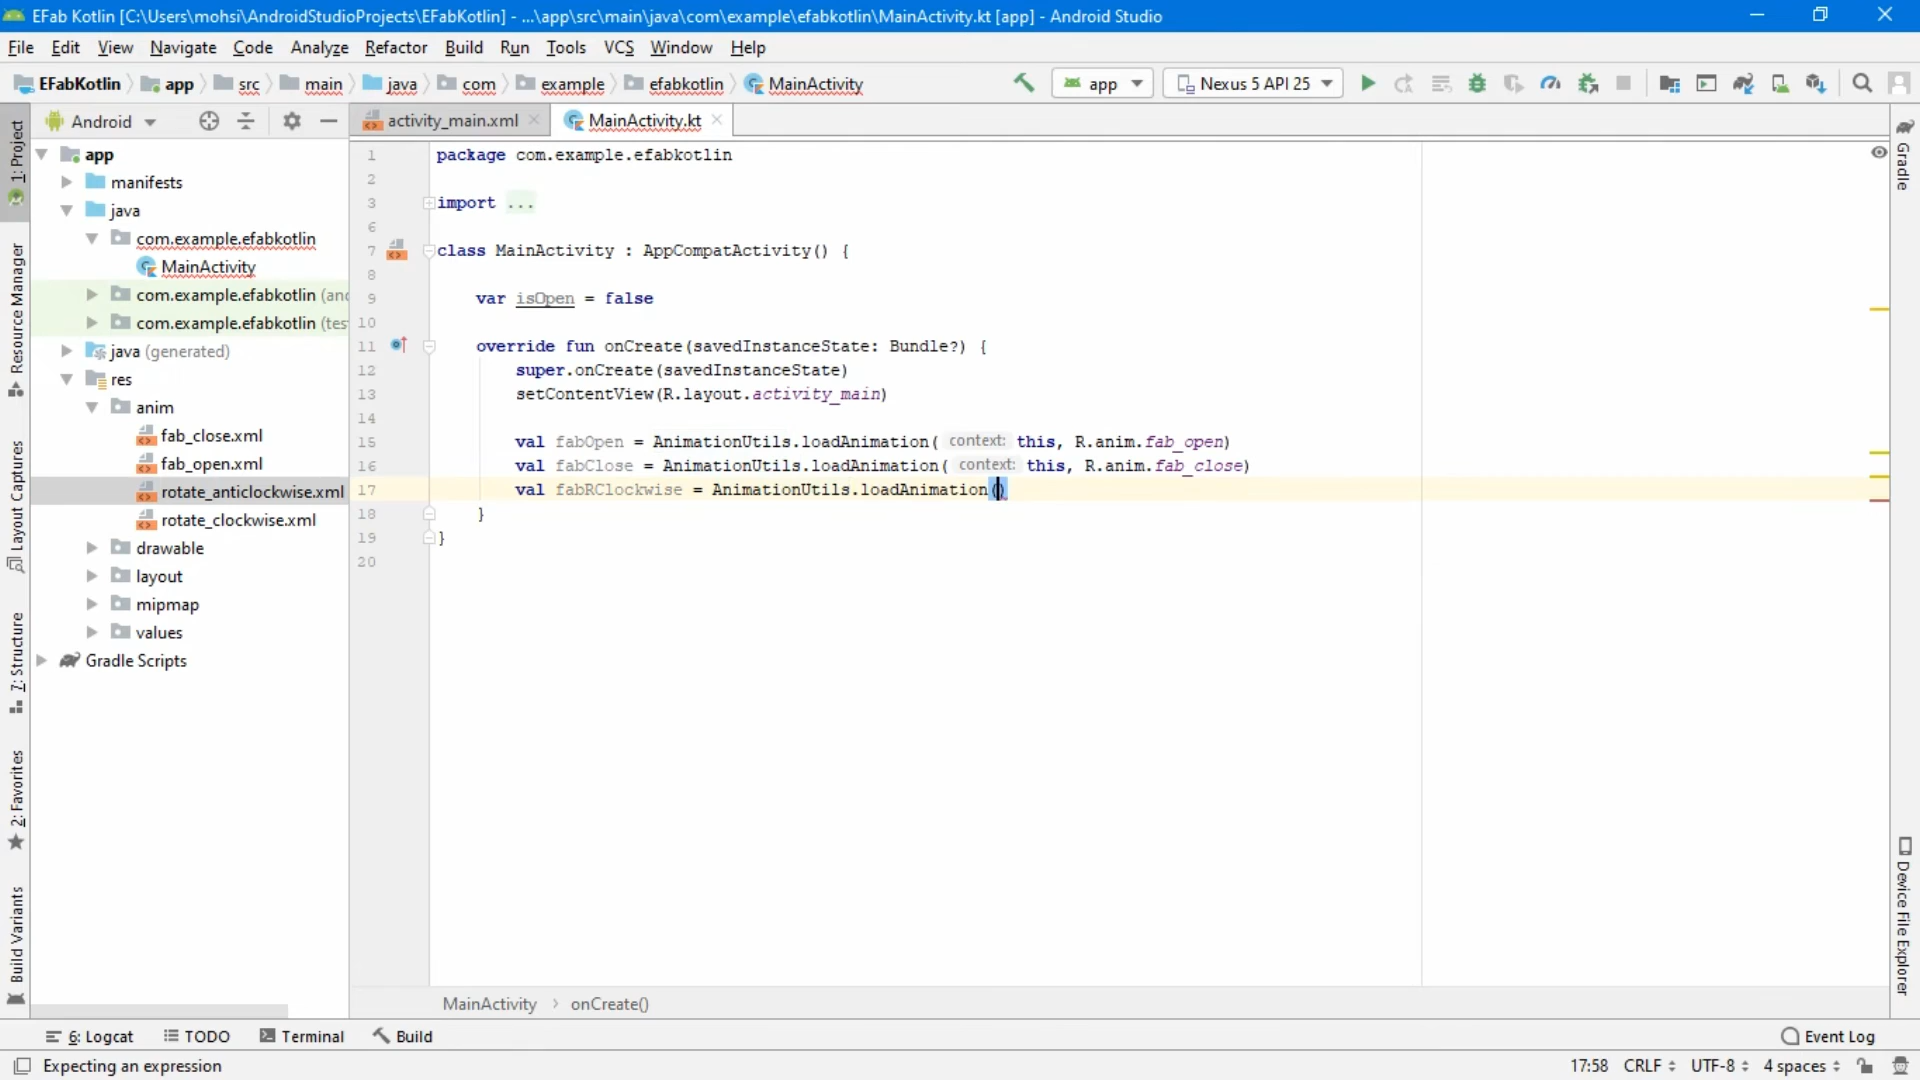 EFab Kotlin [C:\Users\mohsi\AndroidStudioProjects\EFabKotlin] - ...\app\src\main\java\com\example\efabkotlin\MainActivity.kt [app] - Android Studio
File Edit View Navigate Code Analyze Refactor Build Run Tools VCS Window Help
EFabKotlin app src main java com example efabkotlin MainActivity app Nexus 5 API 25
Android activity_main.xml MainActivity.kt
1: Project
Resource Manager
Layout Captures
7: Structure
2: Favorites
Build Variants
app
manifests
java
com.example.efabkotlin
MainActivity
com.example.efabkotlin (anc
com.example.efabkotlin (tes
java (generated)
res
anim
fab_close.xml
fab_open.xml
rotate_anticlockwise.xml
rotate_clockwise.xml
drawable
layout
mipmap
values
Gradle Scripts
1 package com.example.efabkotlin
2
3 import ...
6
7 class MainActivity : AppCompatActivity() {
8
9 var isOpen = false
10
11 override fun onCreate(savedInstanceState: Bundle?) {
12 super.onCreate(savedInstanceState)
13 setContentView(R.layout.activity_main)
14
15 val fabOpen = AnimationUtils.loadAnimation( context: this, R.anim.fab_open)
16 val fabClose = AnimationUtils.loadAnimation( context: this, R.anim.fab_close)
17 val fabRClockwise = AnimationUtils.loadAnimation()
18 }
19 }
20
Gradle
Device File Explorer
MainActivity › onCreate()
6: Logcat TODO Terminal Build Event Log
Expecting an expression 17:58 CRLF UTF-8 4 spaces